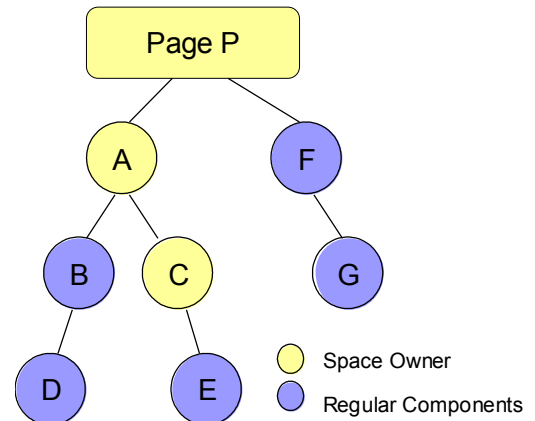 Page P
A
F
B
C
G
D
E
Space Owner
Regular Components